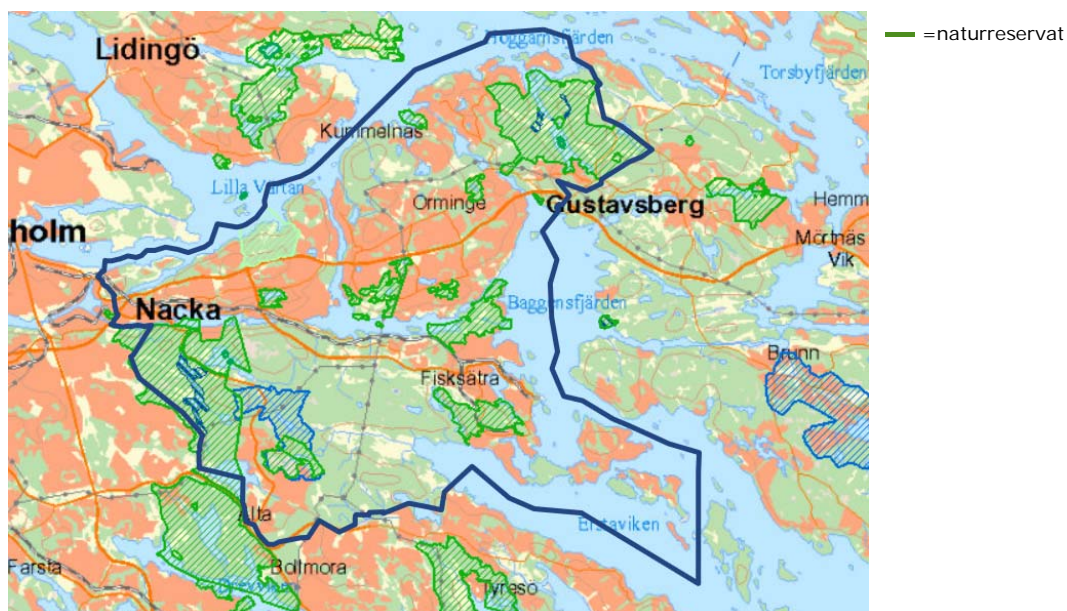 =naturreservat
Lidingö
Höggarnsfjärden
Torsbyfjärden
Kummelnäs
Lilla Värtan
Orminge
Gustavsberg
Hemm
holm
Mörtnäs
Vik
Baggensfjärden
Nacka
Brunn
Fisksätra
Älta
Erstaviken
Farsta
Bollmora
Tyresö